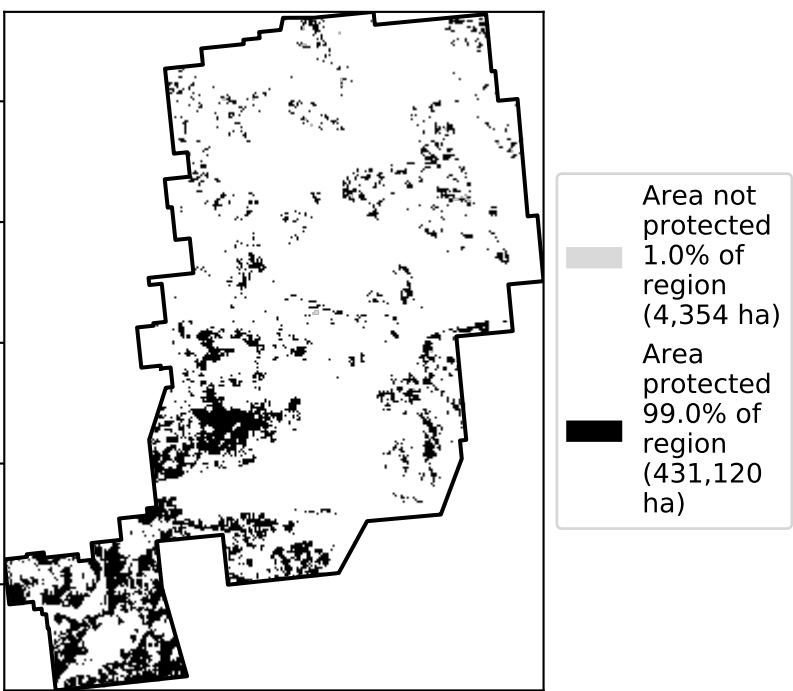 Area not
protected
1.0% of
region
(4,354 ha)
Area
protected
99.0% of
region
(431,120
ha)